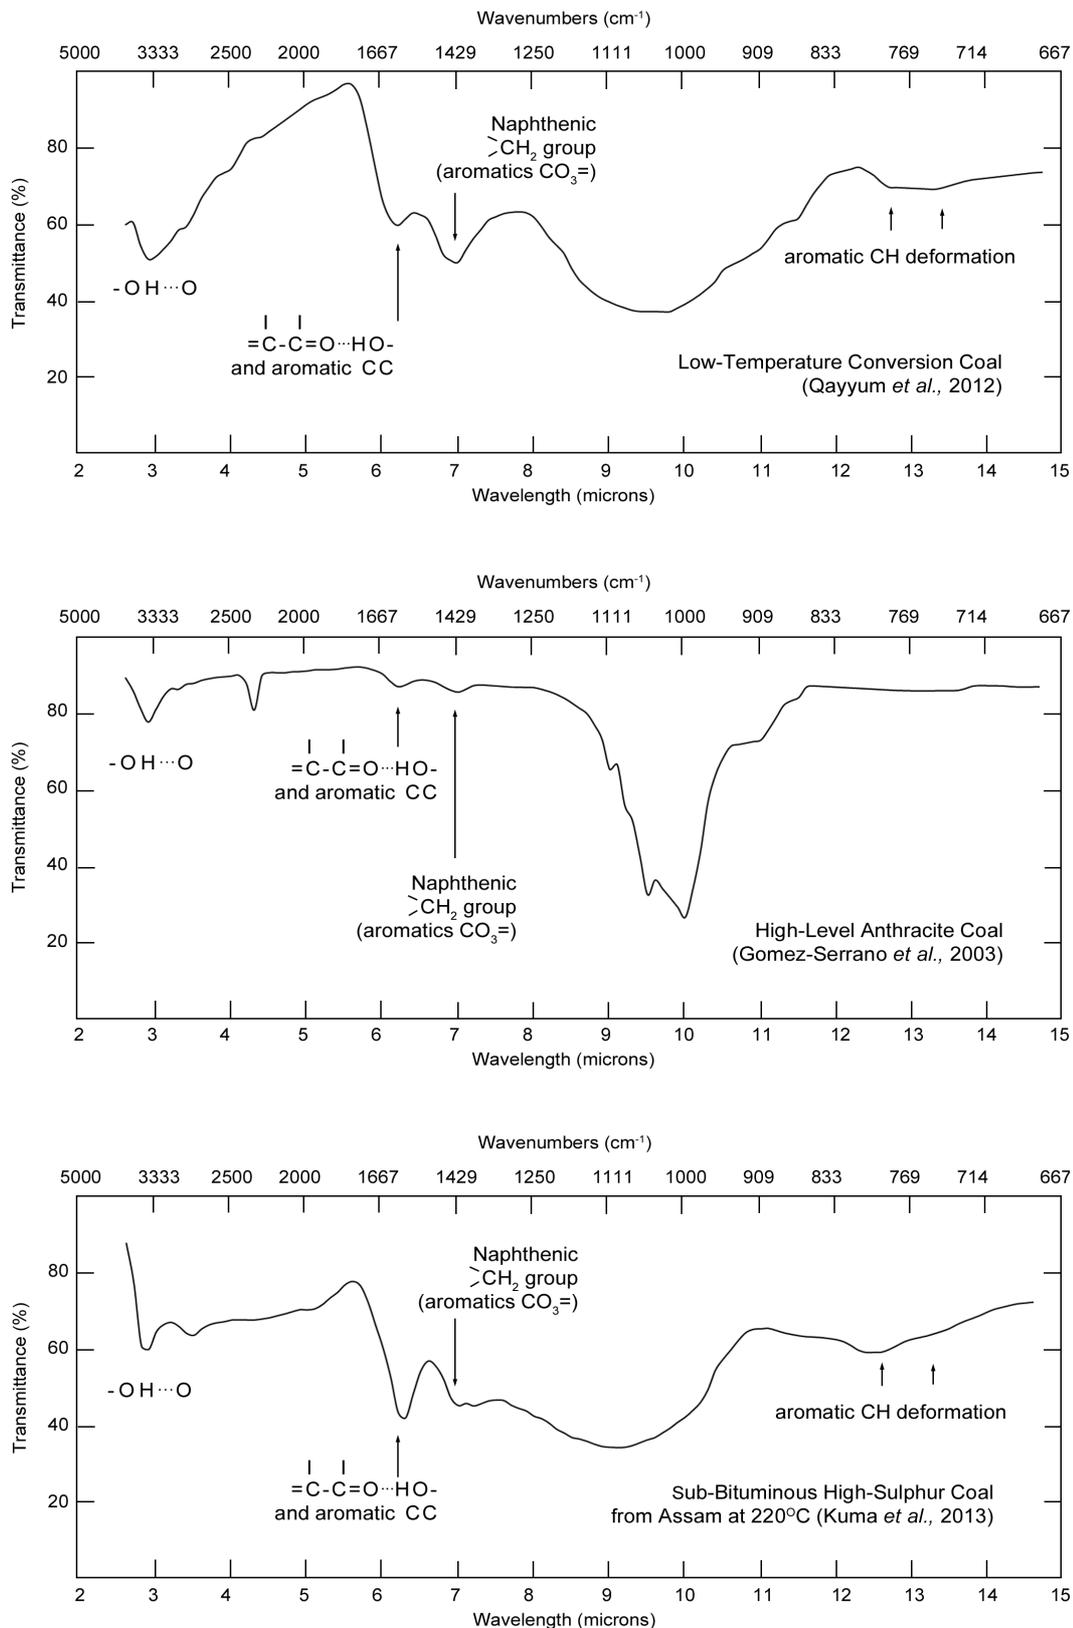 Wavenumbers (cm-1)
5000 3333 2500 2000 1667 1429 1250 1111 1000 909 833 769 714 667
Naphthenic
>CH2 group
(aromatics CO3=)
80
60
aromatic CH deformation
-OH···O
40
Transmittance (%)
=C-C=O···HO-
and aromatic CC
Low-Temperature Conversion Coal
(Qayyum et al., 2012)
20
2 3 4 5 6 7 8 9 10 11 12 13 14 15
Wavelength (microns)
Wavenumbers (cm-1)
5000 3333 2500 2000 1667 1429 1250 1111 1000 909 833 769 714 667
80
-OH···O
=C-C=O···HO-
and aromatic CC
60
Transmittance (%)
40
Naphthenic
>CH2 group
(aromatics CO3=)
High-Level Anthracite Coal
(Gomez-Serrano et al., 2003)
20
2 3 4 5 6 7 8 9 10 11 12 13 14 15
Wavelength (microns)
Wavenumbers (cm-1)
5000 3333 2500 2000 1667 1429 1250 1111 1000 909 833 769 714 667
Naphthenic
>CH2 group
(aromatics CO3=)
80
60
-OH···O
aromatic CH deformation
40
Transmittance (%)
=C-C=O···HO-
and aromatic CC
Sub-Bituminous High-Sulphur Coal
from Assam at 220OC (Kuma et al., 2013)
20
2 3 4 5 6 7 8 9 10 11 12 13 14 15
Wavelength (microns)